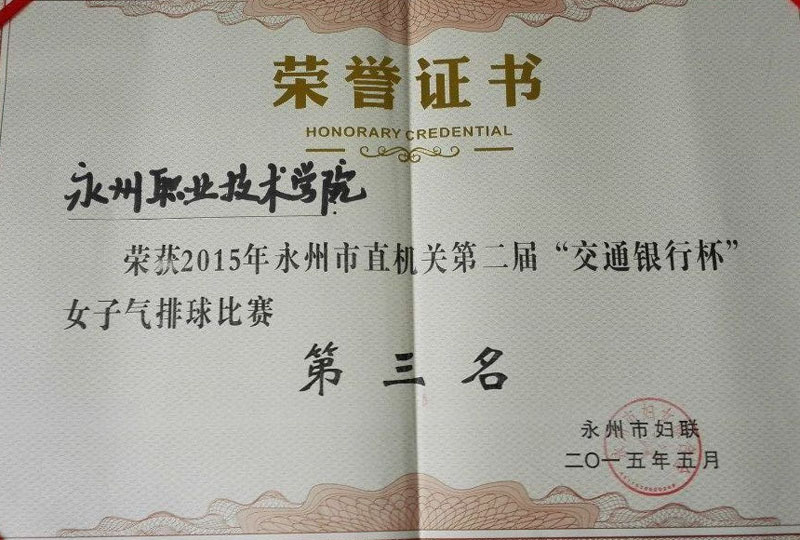 荣誉证书
HONORARY CREDENTIAL
永州职业技术学院
荣获2015年永州市直机关第二届“交通银行杯”
女子气排球比赛
第三名
永州市妇联
二〇一五年五月